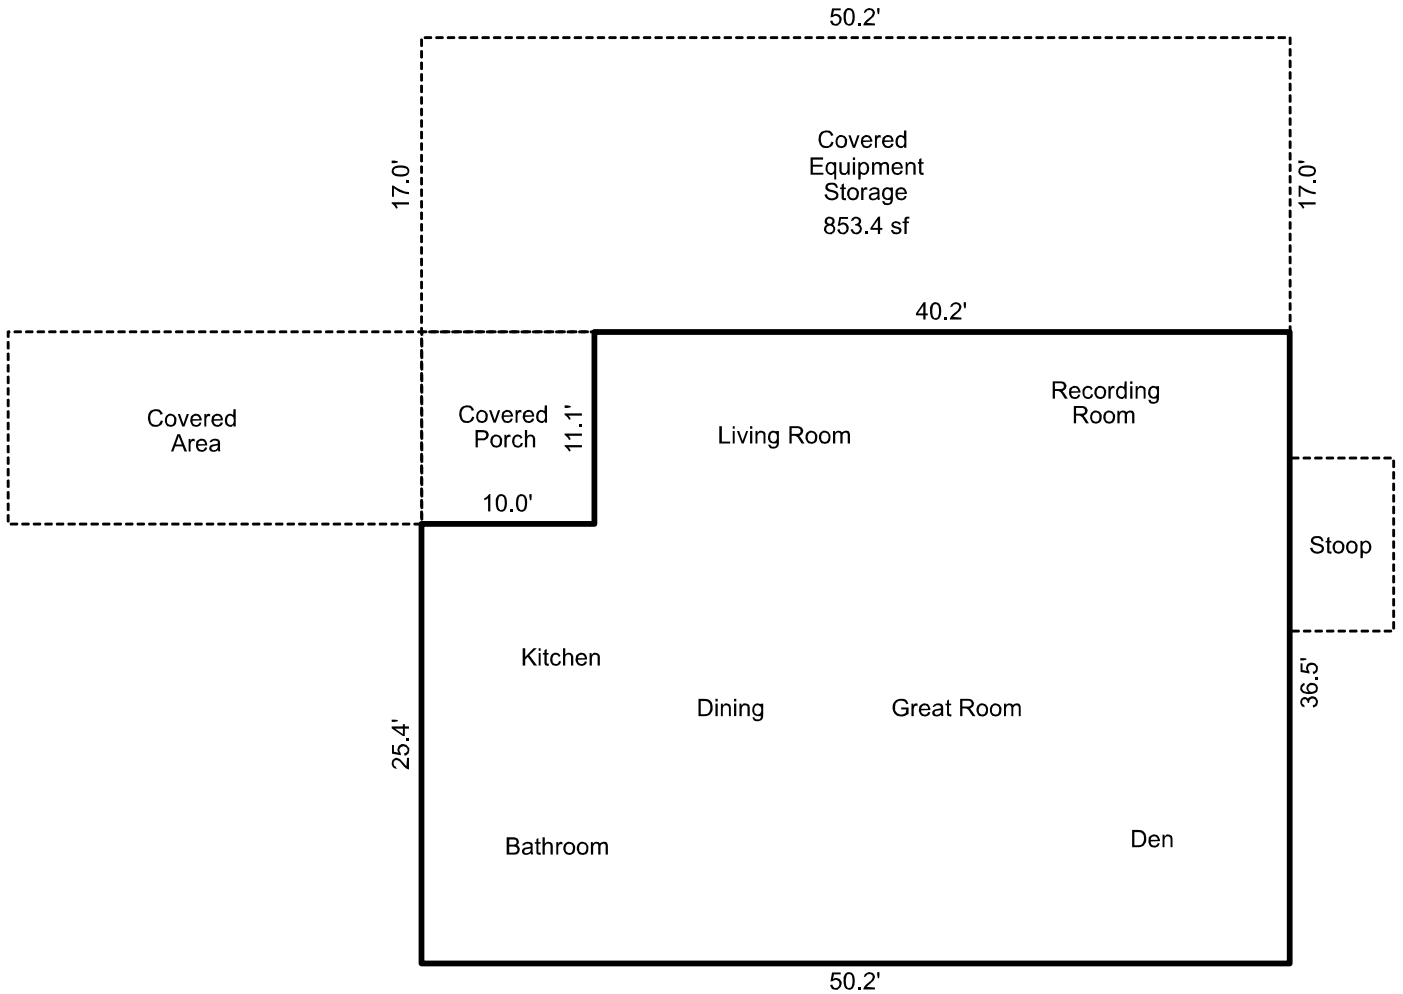 50.2'
Covered
Equipment
Storage
853.4 sf
17.0'
17.0'
40.2'
Covered
Area
Covered
Porch
11.1'
10.0'
Living Room
Recording
Room
Stoop
Kitchen
Dining
Great Room
36.5'
25.4'
Bathroom
Den
50.2'